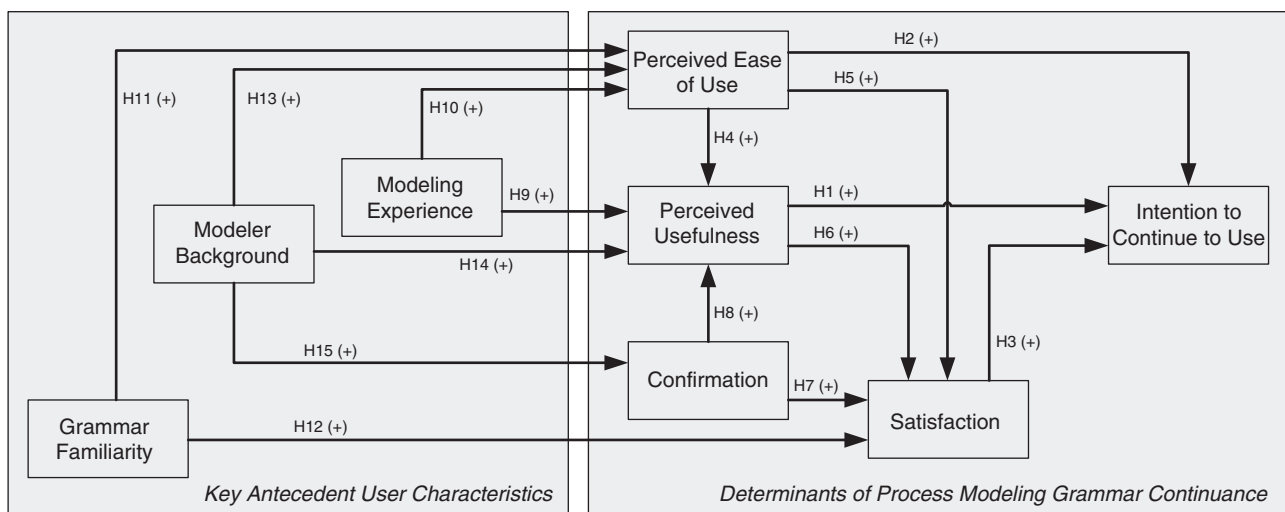 H2 (+)
Perceived Ease
of Use
H5 (+)
H11 (+)
H13 (+)
H10 (+)
H4 (+)
Modeling
Experience
H9 (+)
Perceived
Usefulness
H1 (+)
H6 (+)
Intention to
Continue to Use
Modeler
Background
H14 (+)
H8 (+)
H15 (+)
H3 (+)
Confirmation
H7 (+)
Grammar
Familiarity
H12 (+)
Satisfaction
Key Antecedent User Characteristics
Determinants of Process Modeling Grammar Continuance